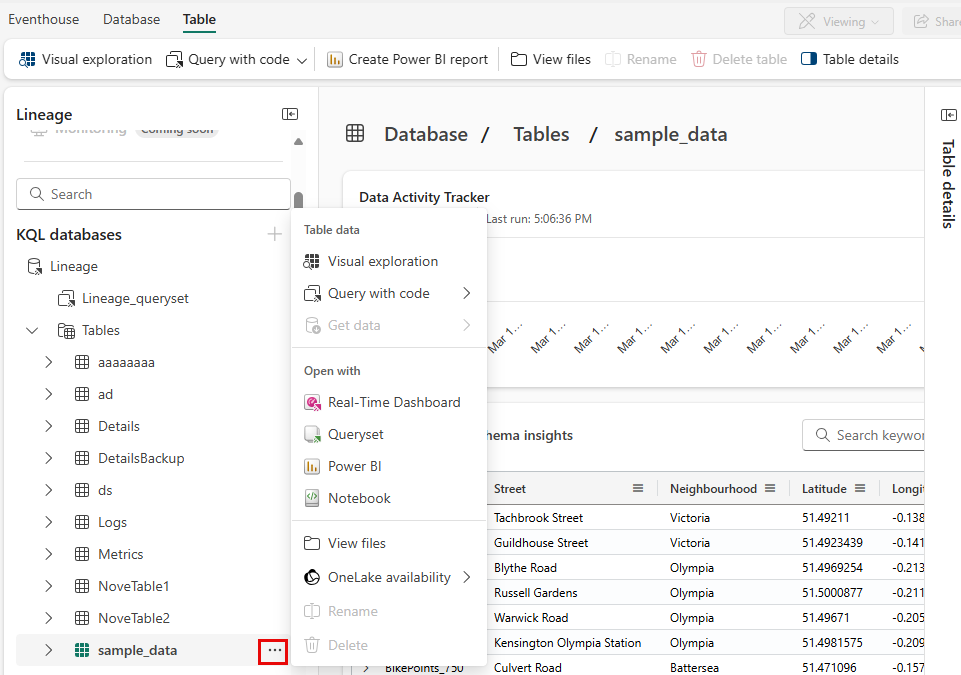 Eventhouse Database Table
Viewing
Share
Visual exploration Query with code Create Power BI report View files Rename Delete table Table details
Lineage
Monitoring Coming soon
Search
KQL databases
Lineage
Lineage_queryset
Tables
aaaaaaaa
ad
Details
DetailsBackup
ds
Logs
Metrics
NoveTable1
NoveTable2
sample_data
Table data
Visual exploration
Query with code
Get data
Open with
Real-Time Dashboard
Queryset
Power BI
Notebook
View files
OneLake availability
Rename
Delete
Database / Tables / sample_data
Data Activity Tracker
Last run: 5:06:36 PM
Mar 1... Mar 1... Mar 1... Mar 1... Mar 1... Mar 1... Mar 1... Mar 1... Mar 1... Mar 1...
hema insights
Search keywor
Street Neighbourhood Latitude Longi
Tachbrook Street Victoria 51.49211 -0.138
Guildhouse Street Victoria 51.4923439 -0.141
Blythe Road Olympia 51.4969254 -0.213
Russell Gardens Olympia 51.5000877 -0.211
Warwick Road Olympia 51.49671 -0.205
Kensington Olympia Station Olympia 51.4981575 -0.209
BikePoints_750 Culvert Road Battersea 51.471096 -0.157
Table details